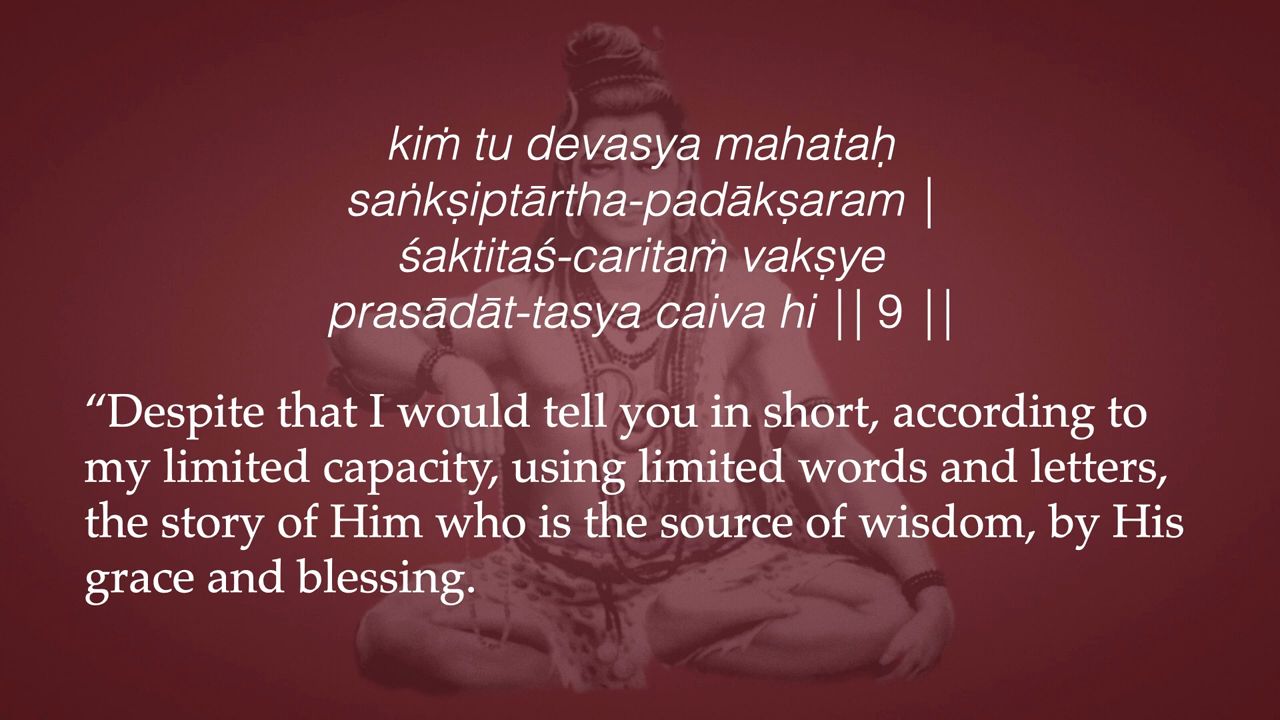 kiṁ tu devasya mahataḥ
saṅkṣiptārtha-padākṣaram |
śaktitaś-caritaṁ vakṣye
prasādāt-tasya caiva hi || 9 ||
“Despite that I would tell you in short, according to
my limited capacity, using limited words and letters,
the story of Him who is the source of wisdom, by His
grace and blessing.